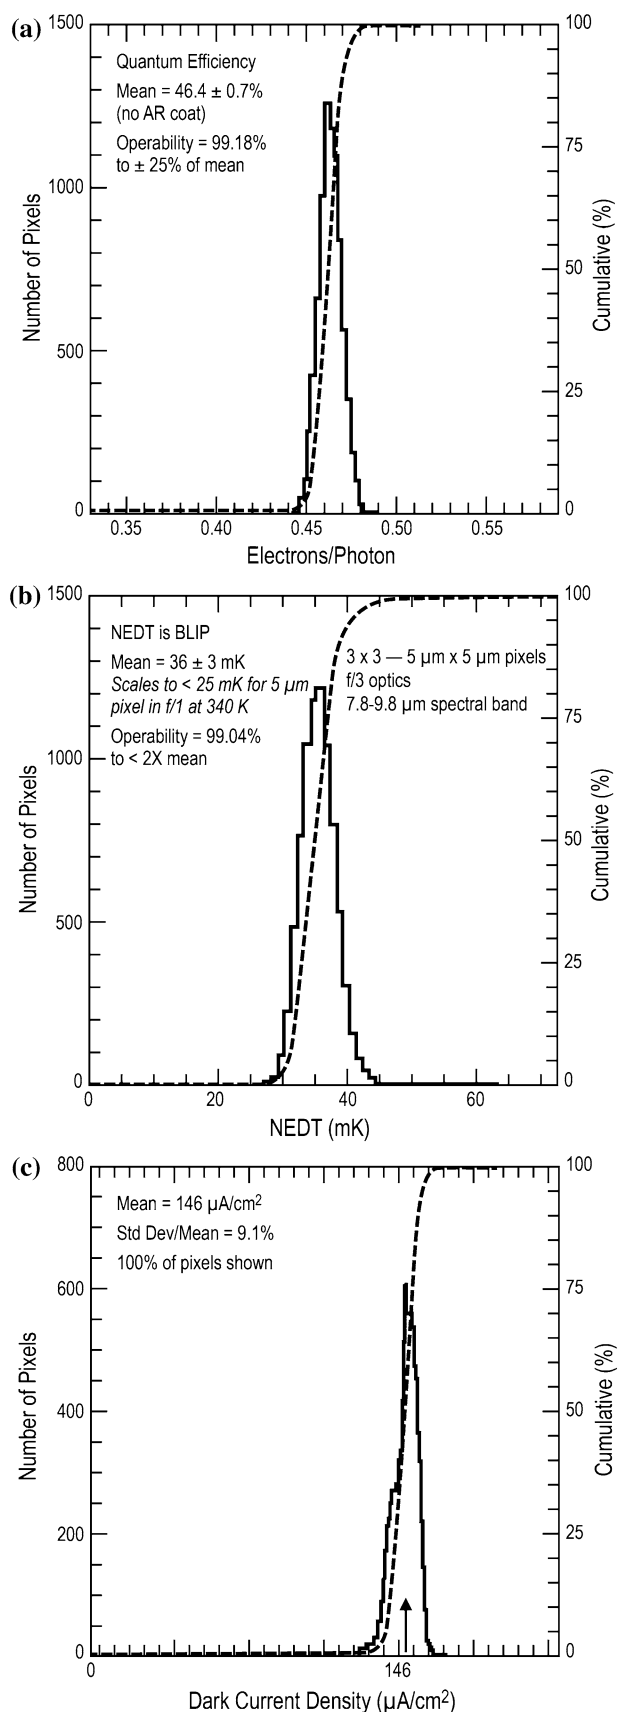 (a)
1500
1000
500
0
Number of Pixels
Quantum Efficiency
Mean = 46.4 ± 0.7%
(no AR coat)
Operability = 99.18%
to ± 25% of mean
100
75
50
25
0
Cumulative (%)
0.35 0.40 0.45 0.50 0.55
Electrons/Photon
(b)
1500
1000
500
0
Number of Pixels
NEDT is BLIP
Mean = 36 ± 3 mK
Scales to < 25 mK for 5 µm
pixel in f/1 at 340 K
Operability = 99.04%
to < 2X mean
3 x 3 — 5 µm x 5 µm pixels
f/3 optics
7.8-9.8 µm spectral band
100
75
50
25
0
Cumulative (%)
0 20 40 60
NEDT (mK)
(c)
800
600
400
200
0
Number of Pixels
Mean = 146 µA/cm²
Std Dev/Mean = 9.1%
100% of pixels shown
100
75
50
25
0
Cumulative (%)
0 146
Dark Current Density (µA/cm²)